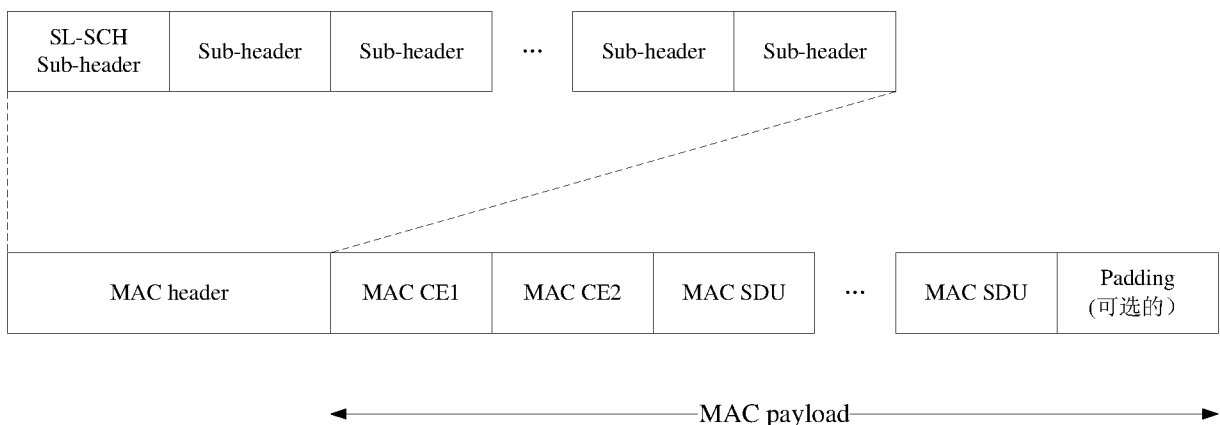 SL-SCH
Sub-header
Sub-header
Sub-header
...
Sub-header
Sub-header
MAC header
MAC CE1
MAC CE2
MAC SDU
...
MAC SDU
Padding
(可选的）
MAC payload